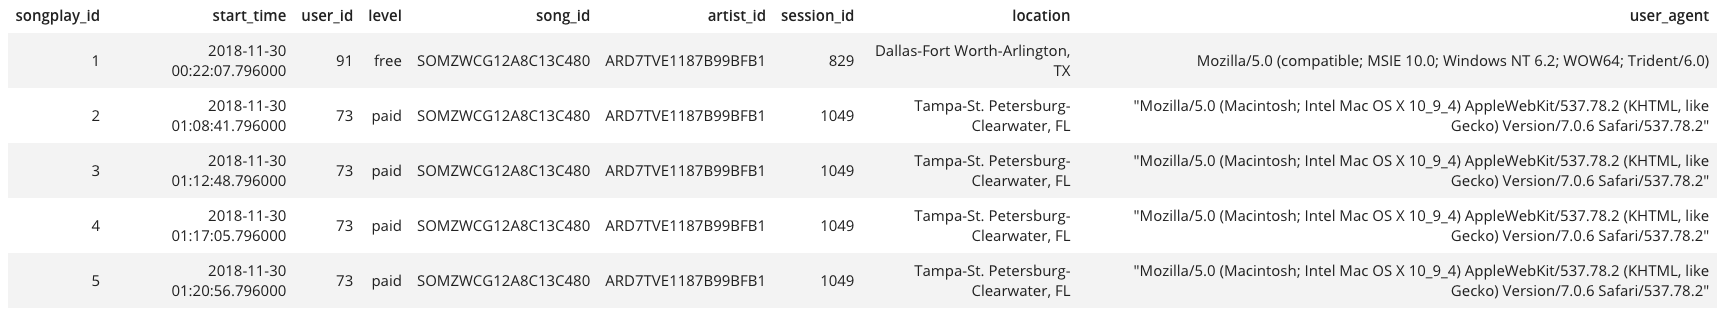 songplay_id start_time user_id level song_id artist_id session_id location user_agent
1 2018-11-30 00:22:07.796000 91 free SOMZWCG12A8C13C480 ARD7TVE1187B99BFB1 829 Dallas-Fort Worth-Arlington, TX Mozilla/5.0 (compatible; MSIE 10.0; Windows NT 6.2; WOW64; Trident/6.0)
2 2018-11-30 01:08:41.796000 73 paid SOMZWCG12A8C13C480 ARD7TVE1187B99BFB1 1049 Tampa-St. Petersburg-Clearwater, FL "Mozilla/5.0 (Macintosh; Intel Mac OS X 10_9_4) AppleWebKit/537.78.2 (KHTML, like Gecko) Version/7.0.6 Safari/537.78.2"
3 2018-11-30 01:12:48.796000 73 paid SOMZWCG12A8C13C480 ARD7TVE1187B99BFB1 1049 Tampa-St. Petersburg-Clearwater, FL "Mozilla/5.0 (Macintosh; Intel Mac OS X 10_9_4) AppleWebKit/537.78.2 (KHTML, like Gecko) Version/7.0.6 Safari/537.78.2"
4 2018-11-30 01:17:05.796000 73 paid SOMZWCG12A8C13C480 ARD7TVE1187B99BFB1 1049 Tampa-St. Petersburg-Clearwater, FL "Mozilla/5.0 (Macintosh; Intel Mac OS X 10_9_4) AppleWebKit/537.78.2 (KHTML, like Gecko) Version/7.0.6 Safari/537.78.2"
5 2018-11-30 01:20:56.796000 73 paid SOMZWCG12A8C13C480 ARD7TVE1187B99BFB1 1049 Tampa-St. Petersburg-Clearwater, FL "Mozilla/5.0 (Macintosh; Intel Mac OS X 10_9_4) AppleWebKit/537.78.2 (KHTML, like Gecko) Version/7.0.6 Safari/537.78.2"